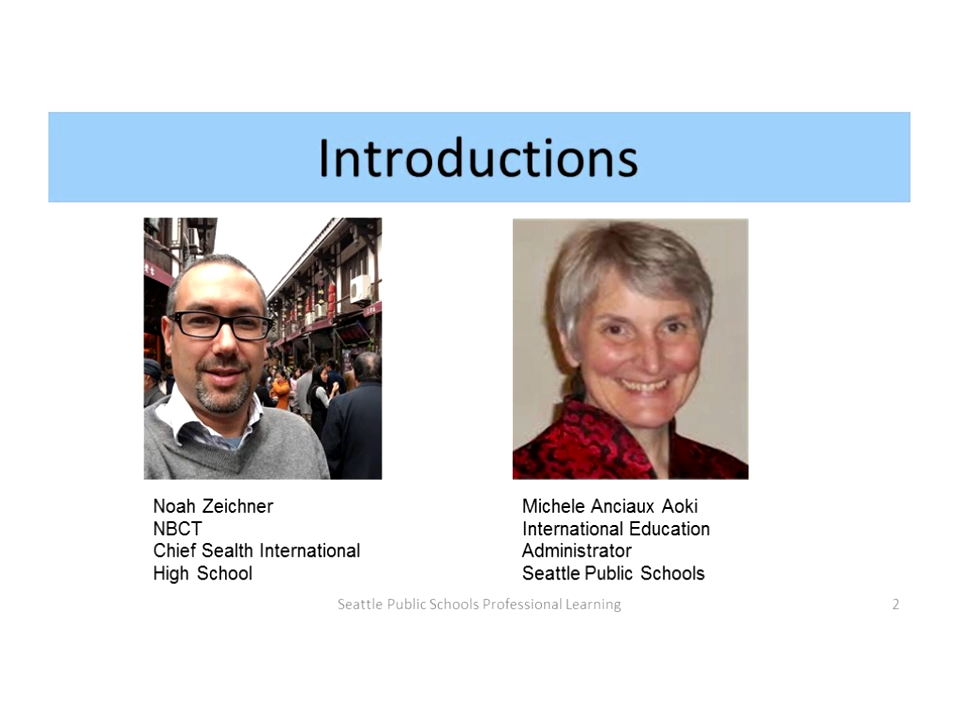 Introductions
Noah Zeichner
NBCT
Chief Sealth International
High School
Michele Anciaux Aoki
International Education
Administrator
Seattle Public Schools
Seattle Public Schools Professional Learning
2